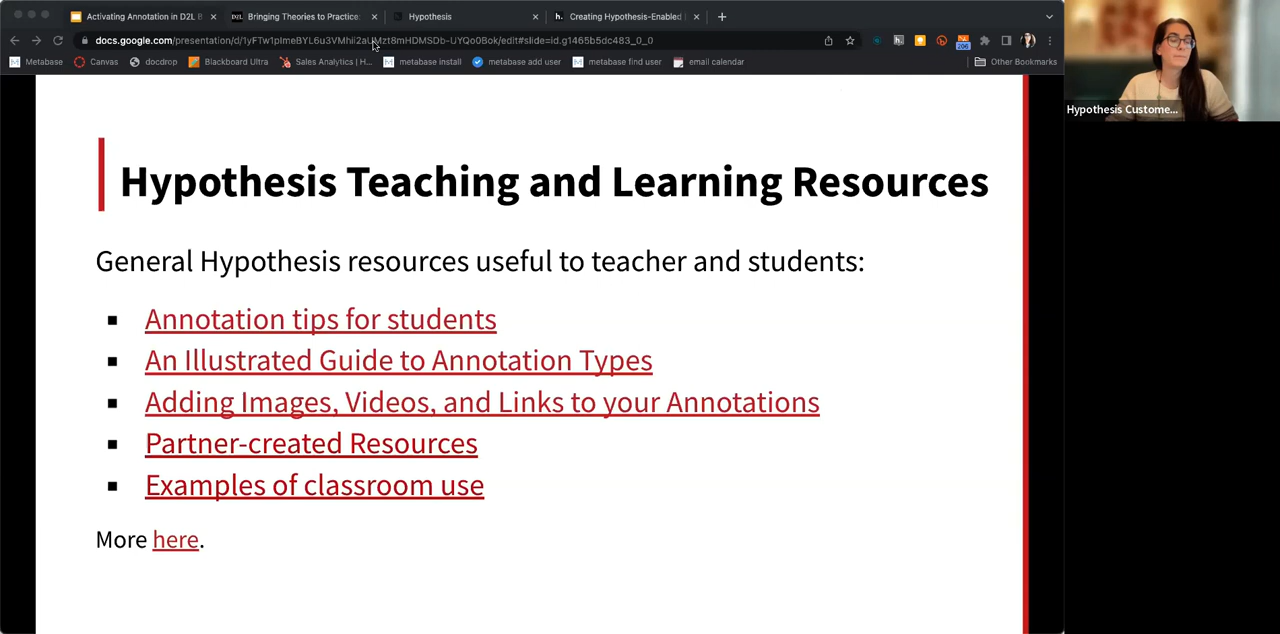 Activating Annotation in D2L B
D2L Bringing Theories to Practice:
Hypothesis
h. Creating Hypothesis-Enabled
docs.google.com/presentation/d/
/edit#slide=id.g1465b5dc483_0_0
206
Metabase
Canvas
docdrop
Blackboard Ultra
Sales Analytics | H...
metabase install
metabase add user
metabase find user
email calendar
Other Bookmarks
Hypothesis Custome...
Hypothesis Teaching and Learning Resources
General Hypothesis resources useful to teacher and students:
▪ Annotation tips for students
▪ An Illustrated Guide to Annotation Types
▪ Adding Images, Videos, and Links to your Annotations
▪ Partner-created Resources
▪ Examples of classroom use
More here.